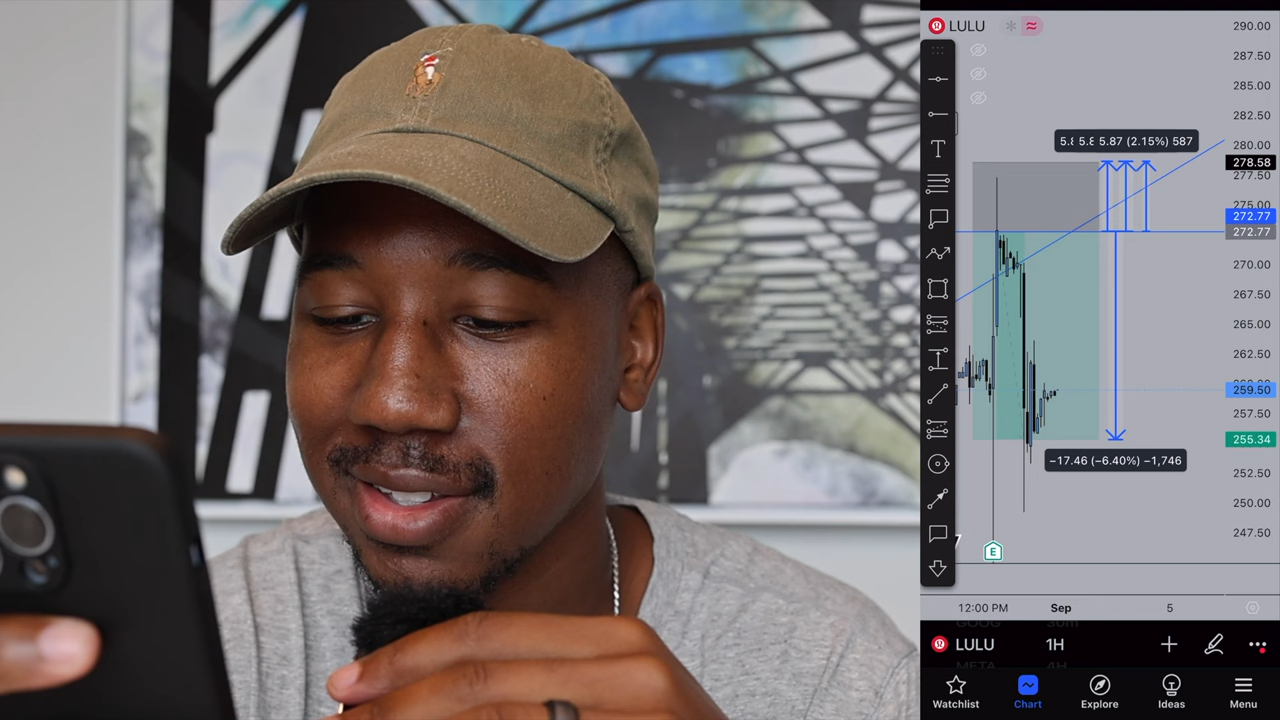 LULU
290.00
287.50
285.00
282.50
5.87 (2.15%) 587
280.00
278.58
277.50
275.00
272.77
272.77
270.00
267.50
265.00
262.50
259.50
257.50
255.34
−17.46 (−6.40%) −1,746
252.50
250.00
247.50
E
12:00 PM Sep 5
LULU 1H
Watchlist Chart Explore Ideas Menu